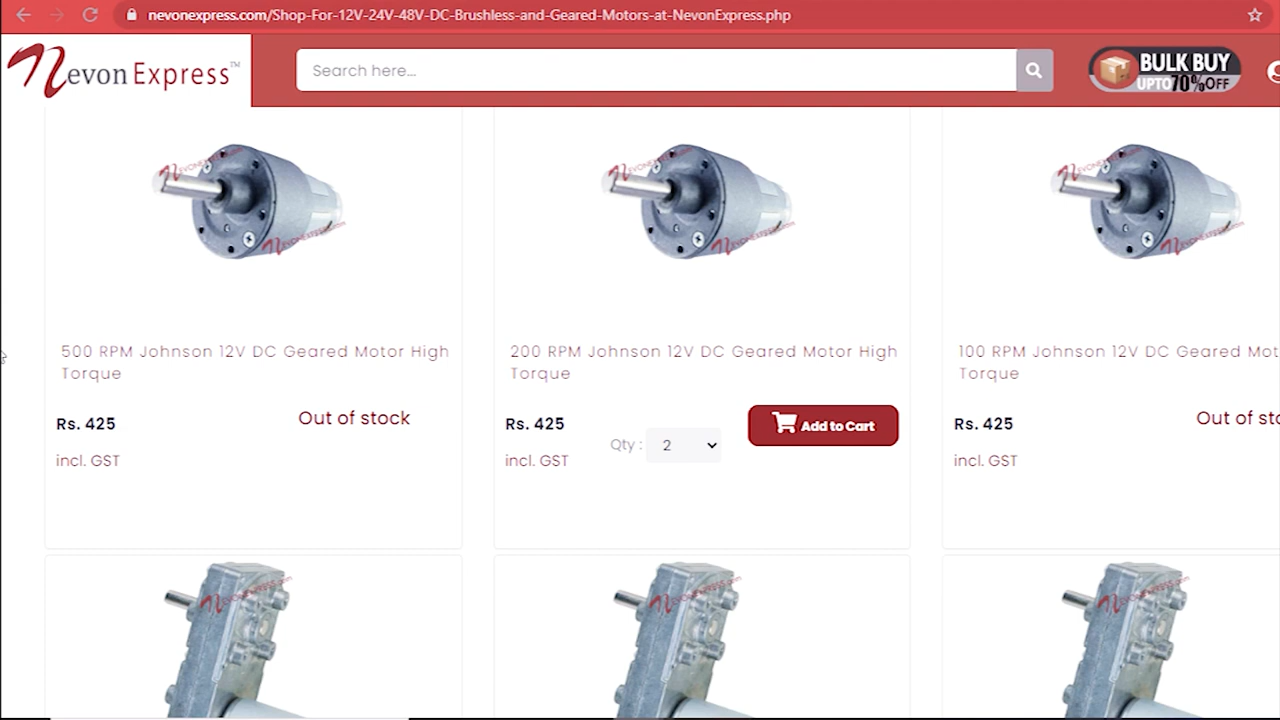 nevonexpress.com/Shop-For-12V-24V-48V-DC-Brushless-and-Geared-Motors-at-NevonExpress.php
Nevon Express™
Search here...
BULK BUY
UPTO 70% OFF
500 RPM Johnson 12V DC Geared Motor High
Torque
Rs. 425
Out of stock
incl. GST
200 RPM Johnson 12V DC Geared Motor High
Torque
Rs. 425
Qty :
2
Add to Cart
incl. GST
100 RPM Johnson 12V DC Geared Mot
Torque
Rs. 425
Out of sto
incl. GST